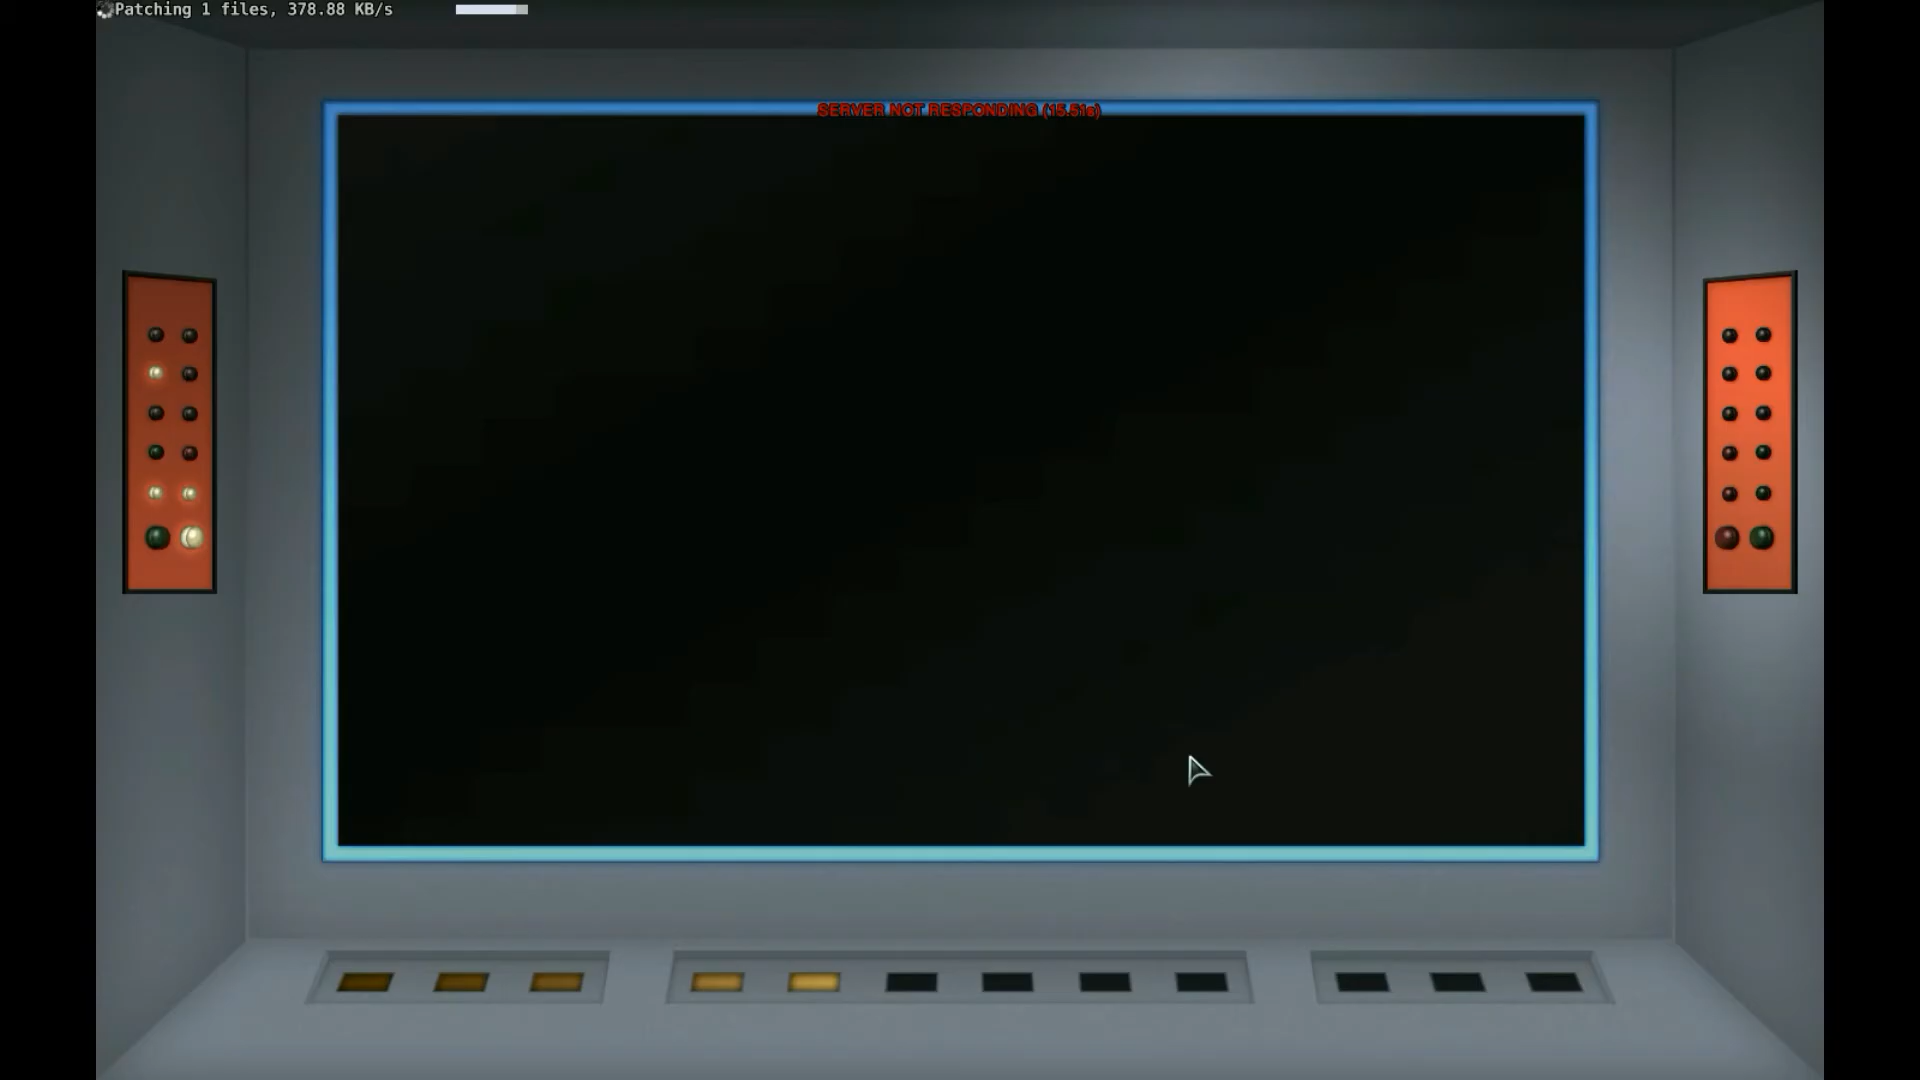 Patching 1 files, 378.88 KB/s
SERVER NOT RESPONDING (15.51s)